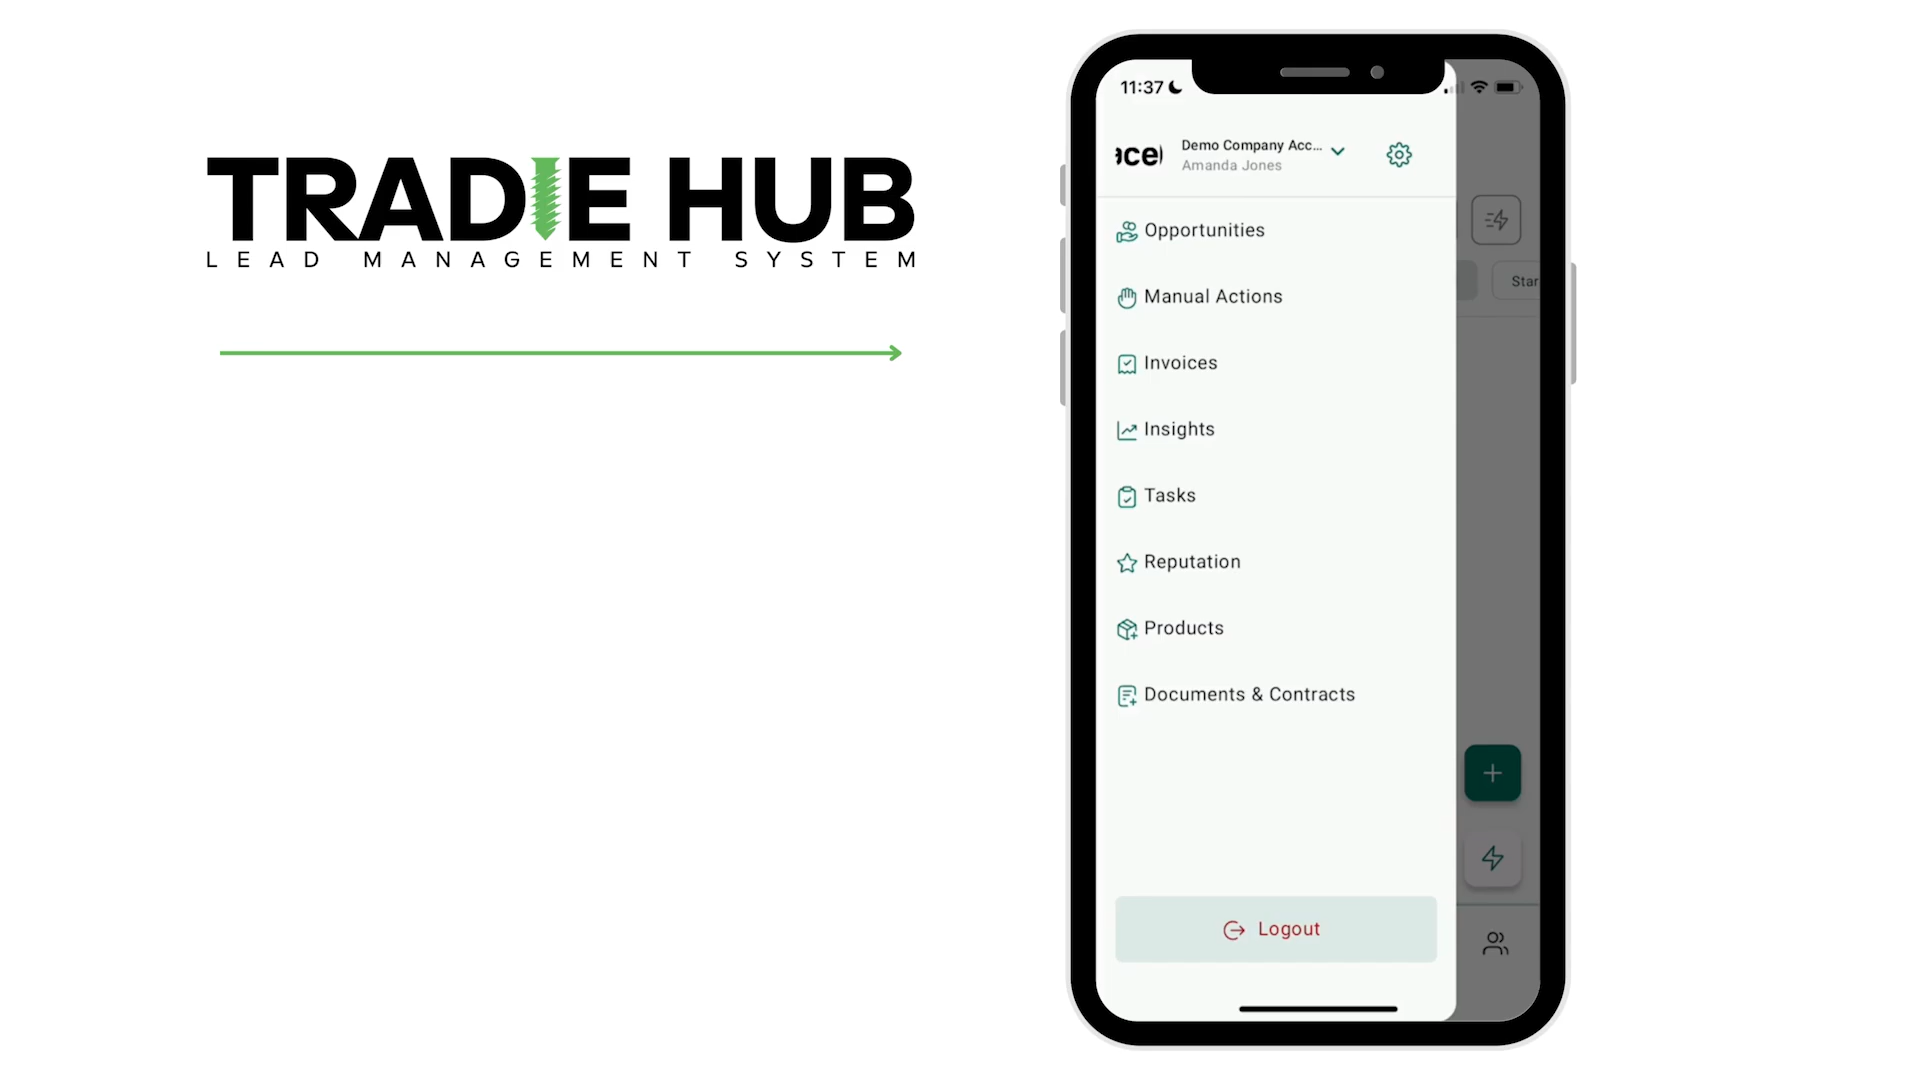 TRADIE HUB
LEAD MANAGEMENT SYSTEM
11:37
Demo Company Acc...
Amanda Jones
Opportunities
Manual Actions
Invoices
Insights
Tasks
Reputation
Products
Documents & Contracts
Logout